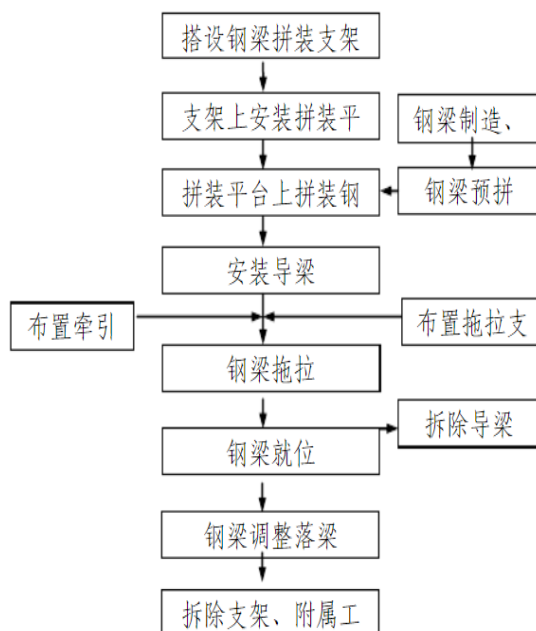 搭设钢梁拼装支架
支架上安装拼装平
钢梁制造、
拼装平台上拼装钢
钢梁预拼
安装导梁
布置牵引
布置拖拉支
钢梁拖拉
拆除导梁
钢梁就位
钢梁调整落梁
拆除支架、附属工